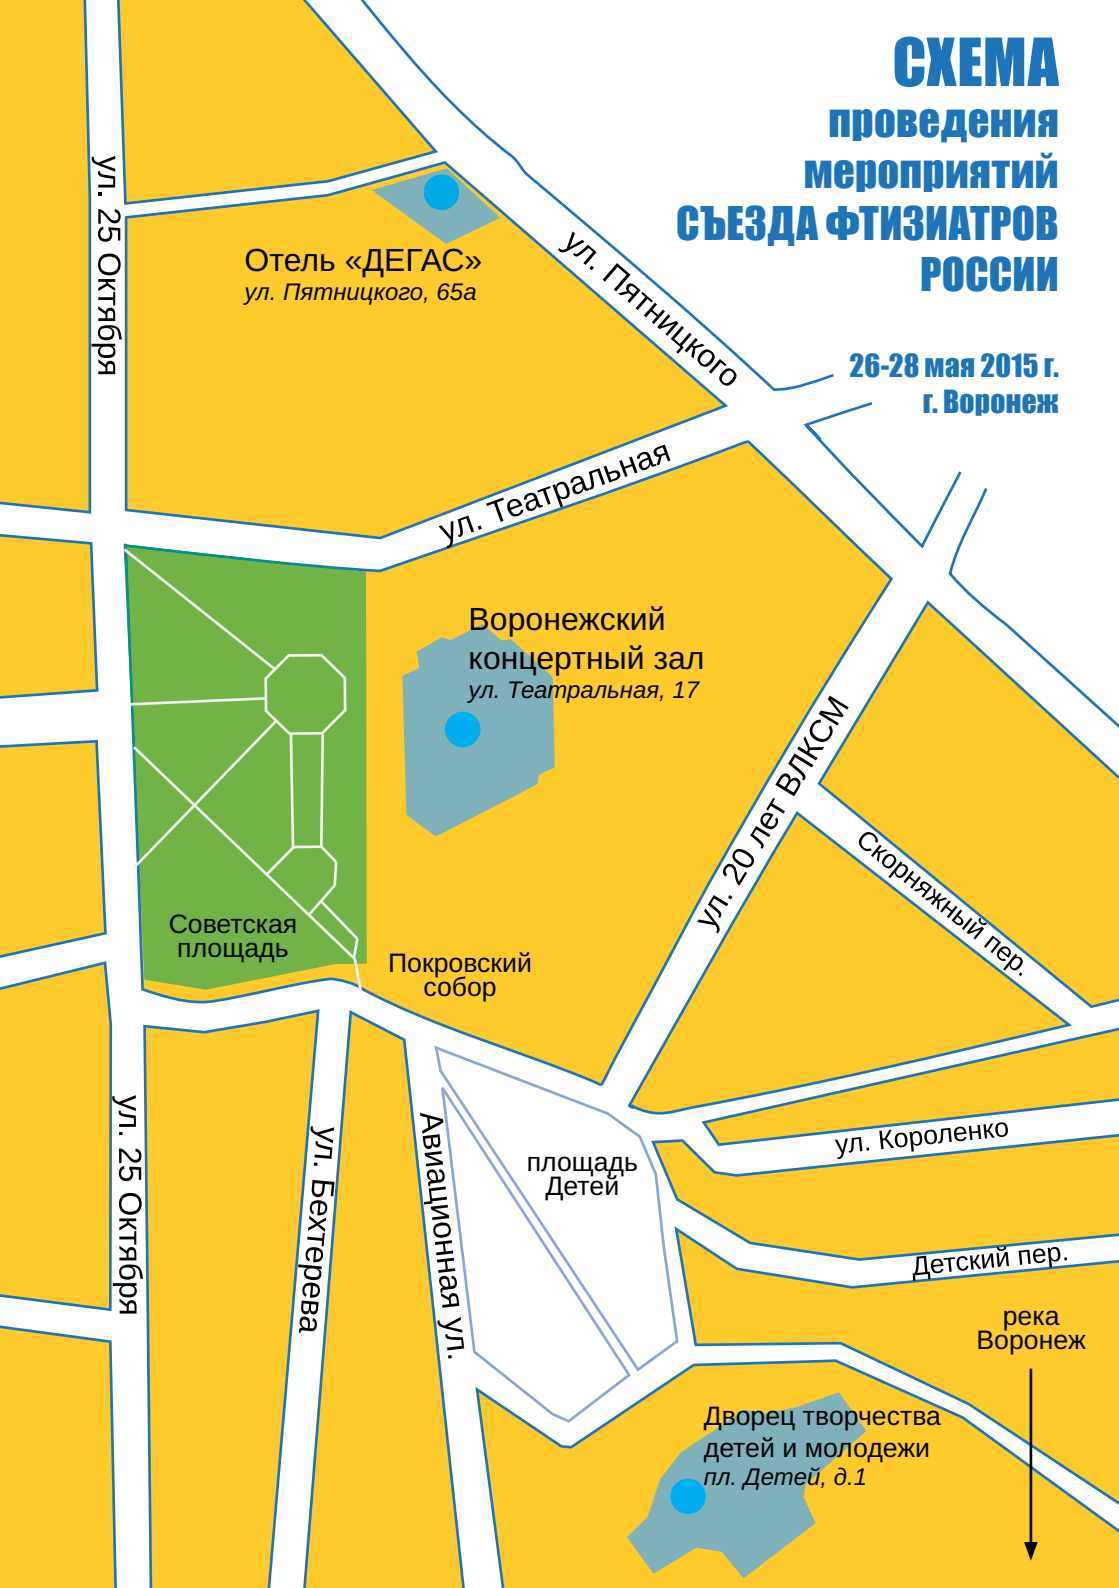 СХЕМА
проведения
мероприятий
СЪЕЗДА ФТИЗИАТРОВ
РОССИИ
26-28 мая 2015 г.
г. Воронеж
ул. 25 Октября
Отель «ДЕГАС»
ул. Пятницкого, 65а
ул. Пятницкого
ул. Театральная
Воронежский
концертный зал
ул. Театральная, 17
ул. 20 лет ВЛКСМ
Скорняжный пер.
Советская
площадь
Покровский
собор
ул. 25 Октября
ул. Бехтерева
Авиационная ул.
площадь
Детей
ул. Короленко
Детский пер.
река
Воронеж
Дворец творчества
детей и молодежи
пл. Детей, д.1